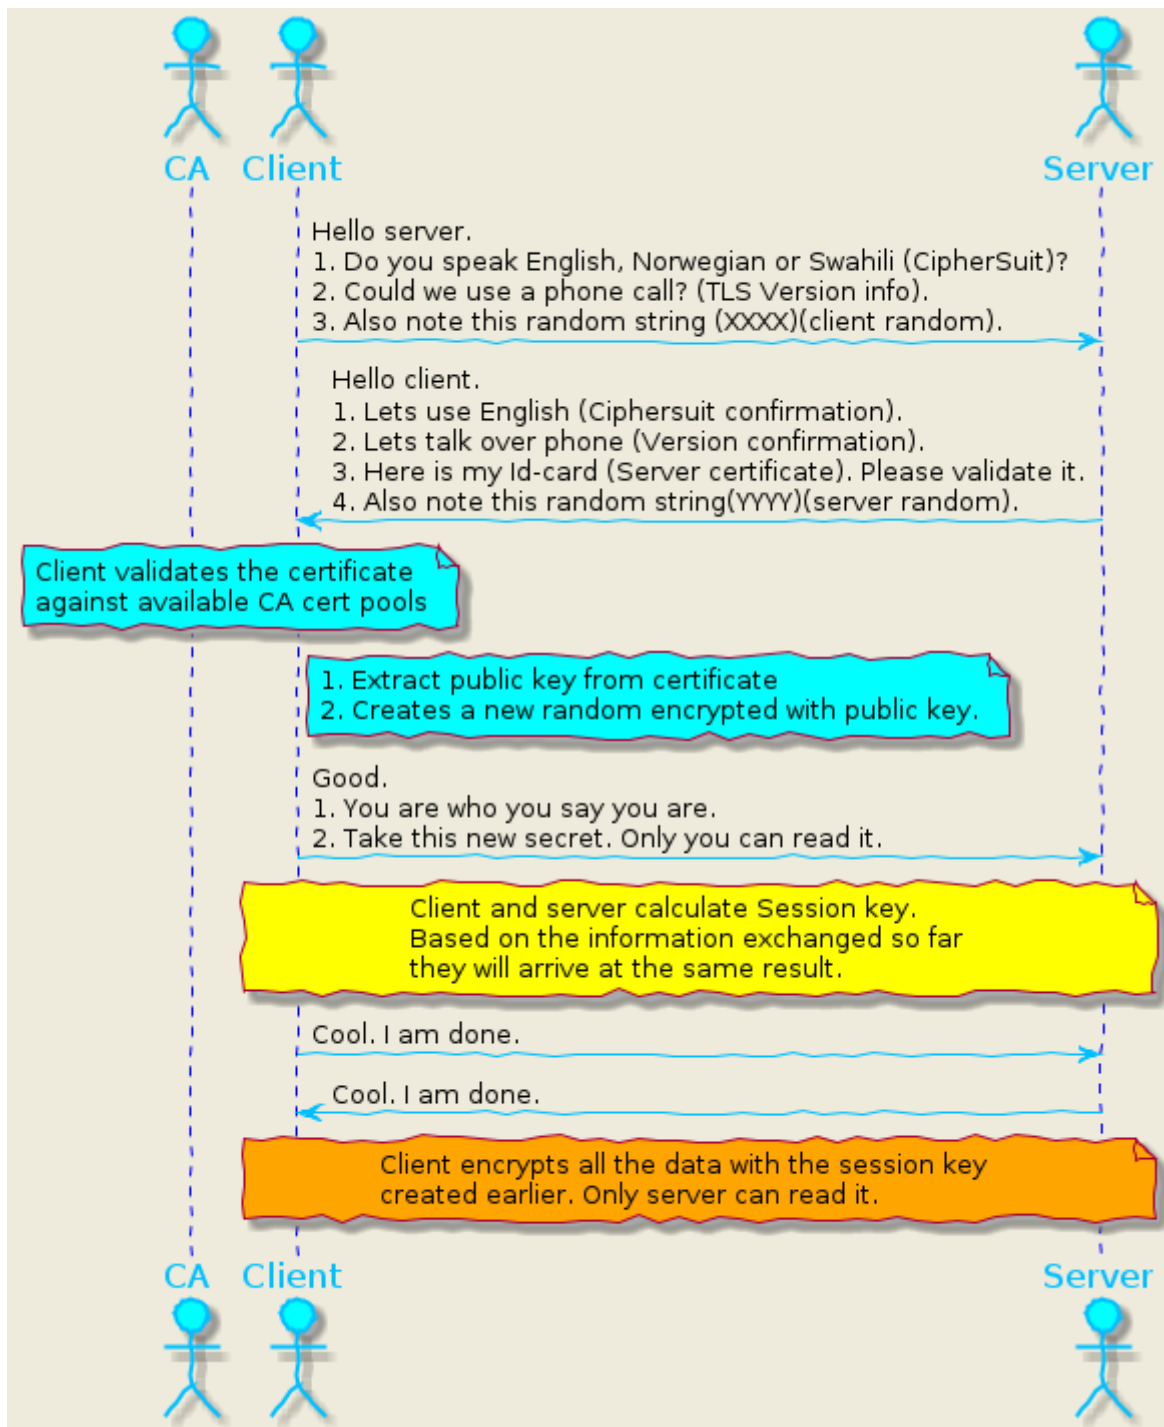 CA Client Server
Hello server.
1. Do you speak English, Norwegian or Swahili (CipherSuit)?
2. Could we use a phone call? (TLS Version info).
3. Also note this random string (XXXX)(client random).
Hello client.
1. Lets use English (Ciphersuit confirmation).
2. Lets talk over phone (Version confirmation).
3. Here is my Id-card (Server certificate). Please validate it.
4. Also note this random string(YYYY)(server random).
Client validates the certificate
against available CA cert pools
1. Extract public key from certificate
2. Creates a new random encrypted with public key.
Good.
1. You are who you say you are.
2. Take this new secret. Only you can read it.
Client and server calculate Session key.
Based on the information exchanged so far
they will arrive at the same result.
Cool. I am done.
Cool. I am done.
Client encrypts all the data with the session key
created earlier. Only server can read it.
CA Client Server